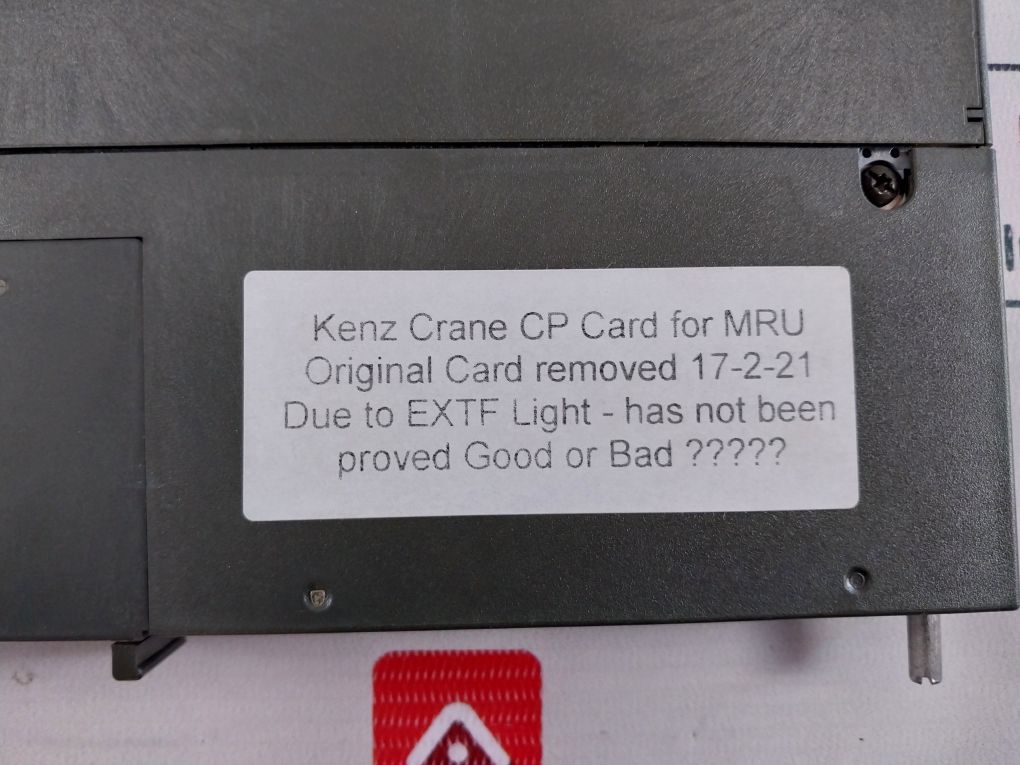 Kenz Crane CP Card for MRU
Original Card removed 17-2-21
Due to EXTF Light - has not been
proved Good or Bad ?????